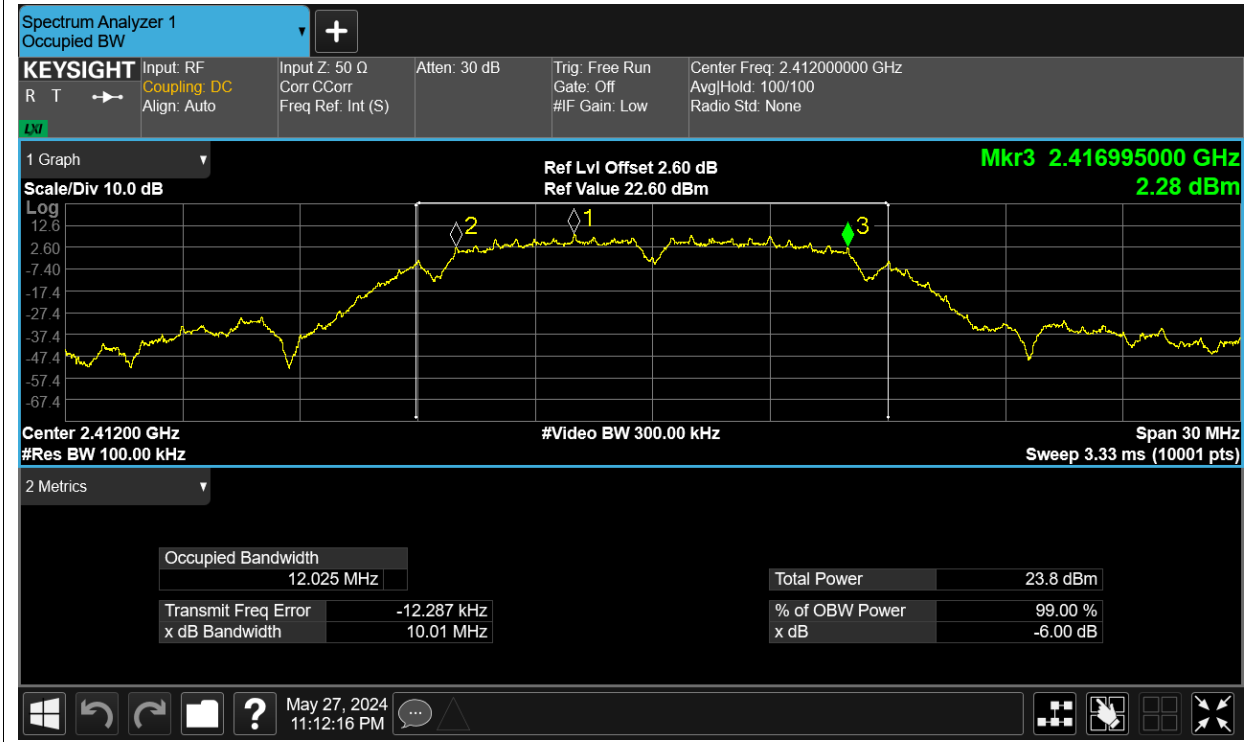 Spectrum Analyzer 1
Occupied BW
KEYSIGHT
R T
LXI
Input: RF
Coupling: DC
Align: Auto
Input Z: 50 Ω
Corr CCorr
Freq Ref: Int (S)
Atten: 30 dB
Trig: Free Run
Gate: Off
#IF Gain: Low
Center Freq: 2.412000000 GHz
Avg|Hold: 100/100
Radio Std: None
1 Graph
Scale/Div 10.0 dB
Ref Lvl Offset 2.60 dB
Ref Value 22.60 dBm
Mkr3 2.416995000 GHz
2.28 dBm
Log
12.6
2.60
-7.40
-17.4
-27.4
-37.4
-47.4
-57.4
-67.4
2
1
3
Center 2.41200 GHz
#Video BW 300.00 kHz
Span 30 MHz
#Res BW 100.00 kHz
Sweep 3.33 ms (10001 pts)
2 Metrics
Occupied Bandwidth
12.025 MHz
Total Power 23.8 dBm
Transmit Freq Error -12.287 kHz
% of OBW Power 99.00 %
x dB Bandwidth 10.01 MHz
x dB -6.00 dB
?
May 27, 2024
11:12:16 PM